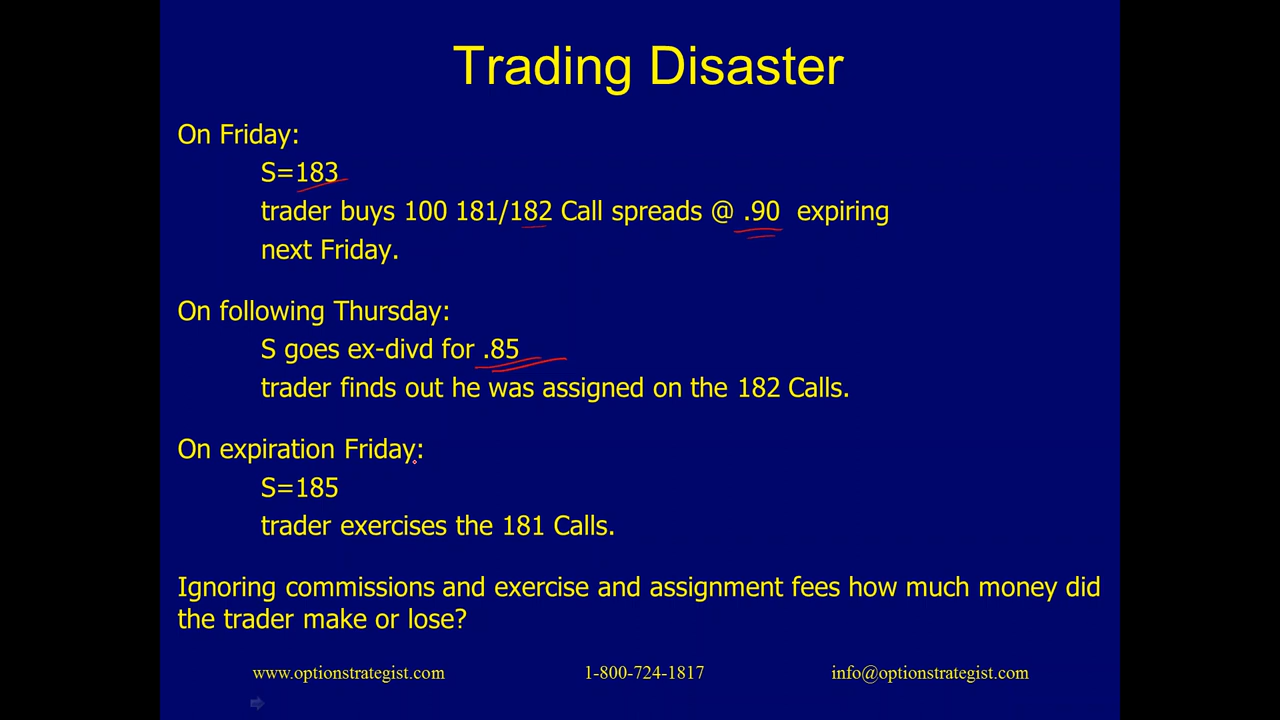 Trading Disaster
On Friday:
S=183
trader buys 100 181/182 Call spreads @ .90 expiring
next Friday.
On following Thursday:
S goes ex-divd for .85
trader finds out he was assigned on the 182 Calls.
On expiration Friday:
S=185
trader exercises the 181 Calls.
Ignoring commissions and exercise and assignment fees how much money did
the trader make or lose?
www.optionstrategist.com 1-800-724-1817 info@optionstrategist.com